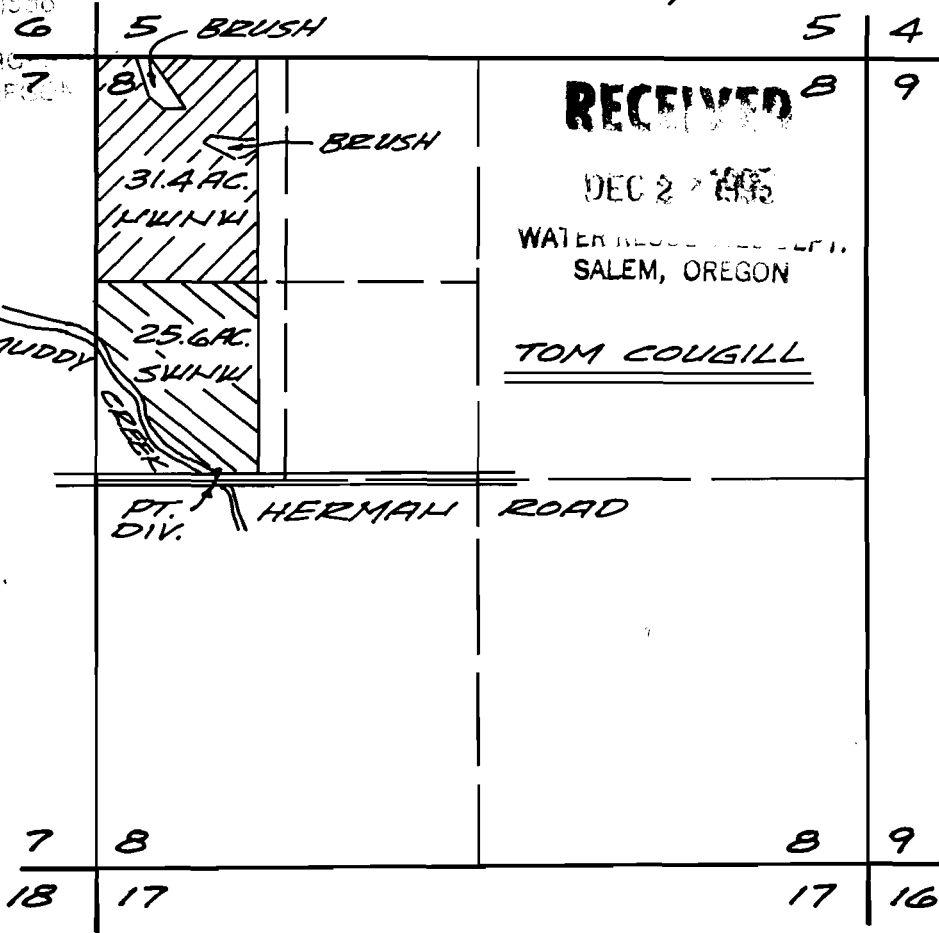 6 5 BRUSH 5 4
7 8 8 9
RECEIVED
BRUSH
DEC 2
31.4 AC.
NWNW
WATER
SALEM, OREGON
25.6 AC.
SWNW
MUDDY
CREEK
TOM COUGILL
PT.
DIV.
HERMAN ROAD
7 8 8 9
18 17 17 16